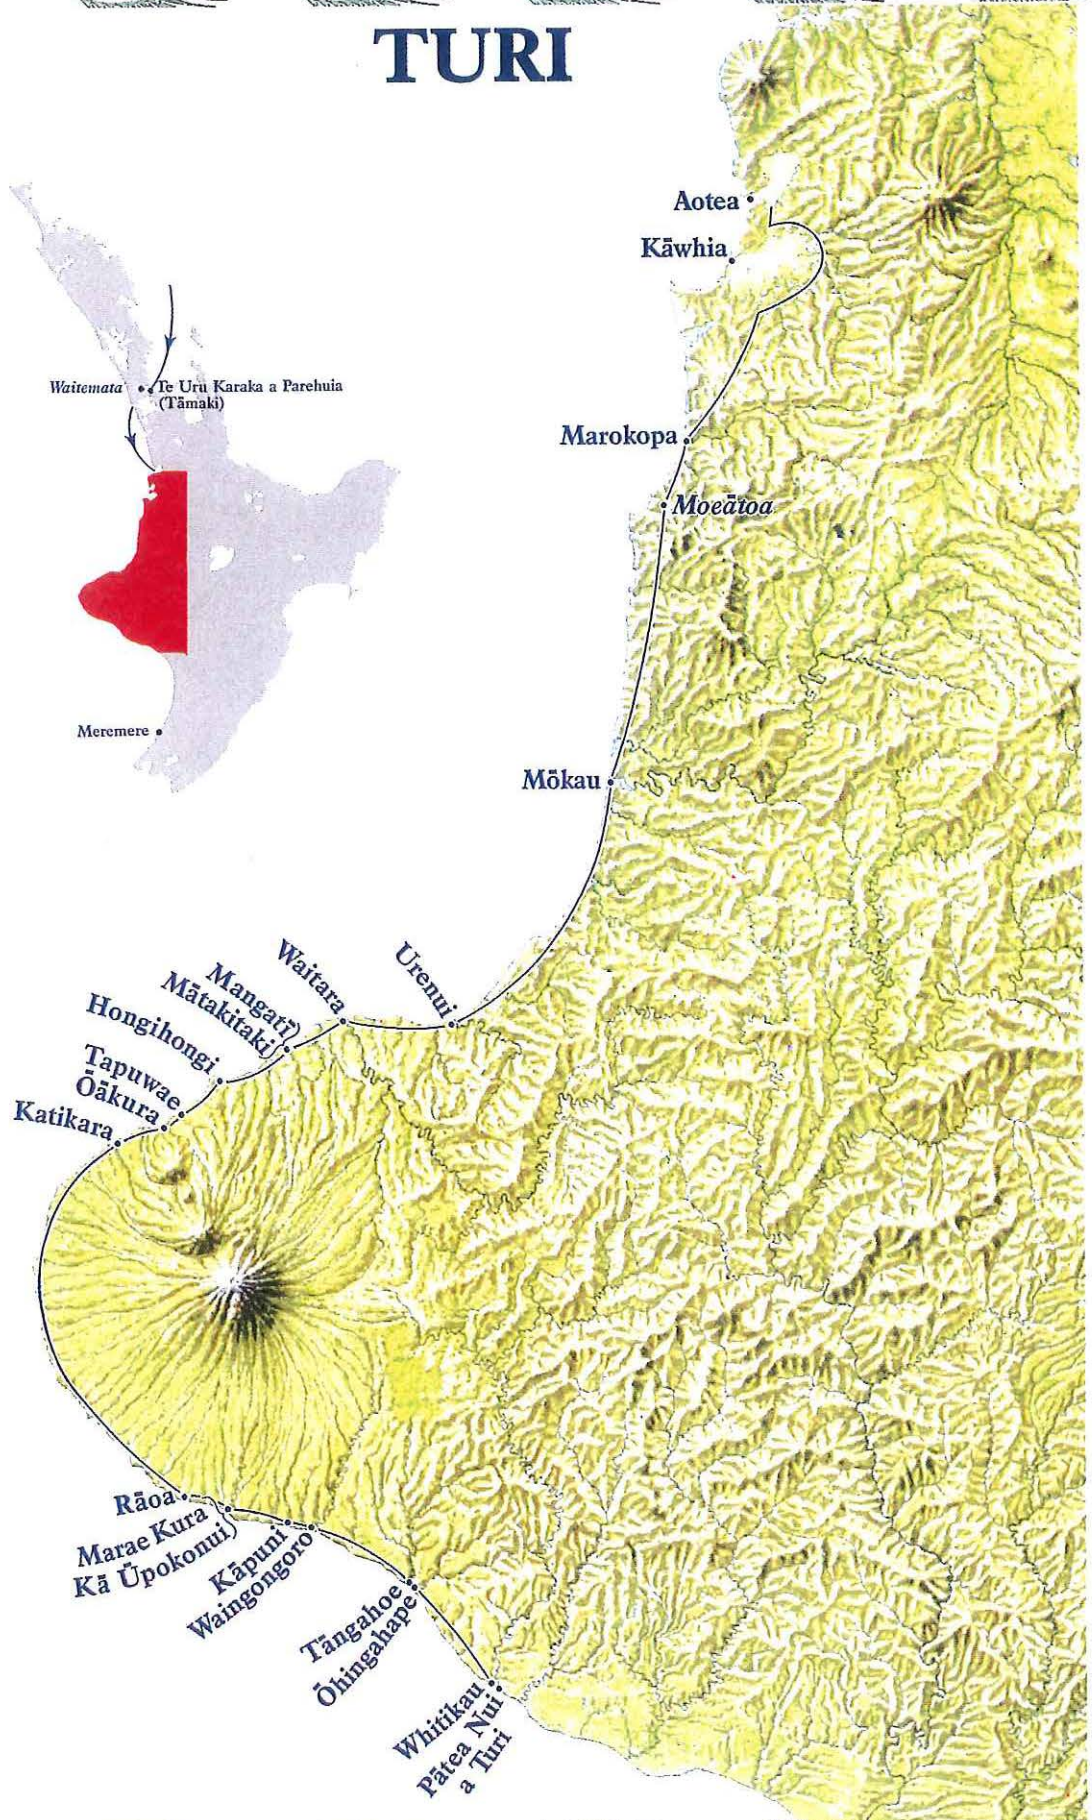 TURI
Aotea
Kāwhia
Waitemata
Te Uru Karaka a Parehuia
(Tāmaki)
Marokopa
Moeātoa
Meremere
Mōkau
Urenui
Waitara
Mangatī
Mātakitaki
Hongihongi
Tapuwae
Ōākura
Katikara
Rāoa
Marae Kura
Kā Ūpokonui
Kāpuni
Waingongoro
Tāngahoe
Ōhingahape
Whitikau
Pātea Nui
a Turi